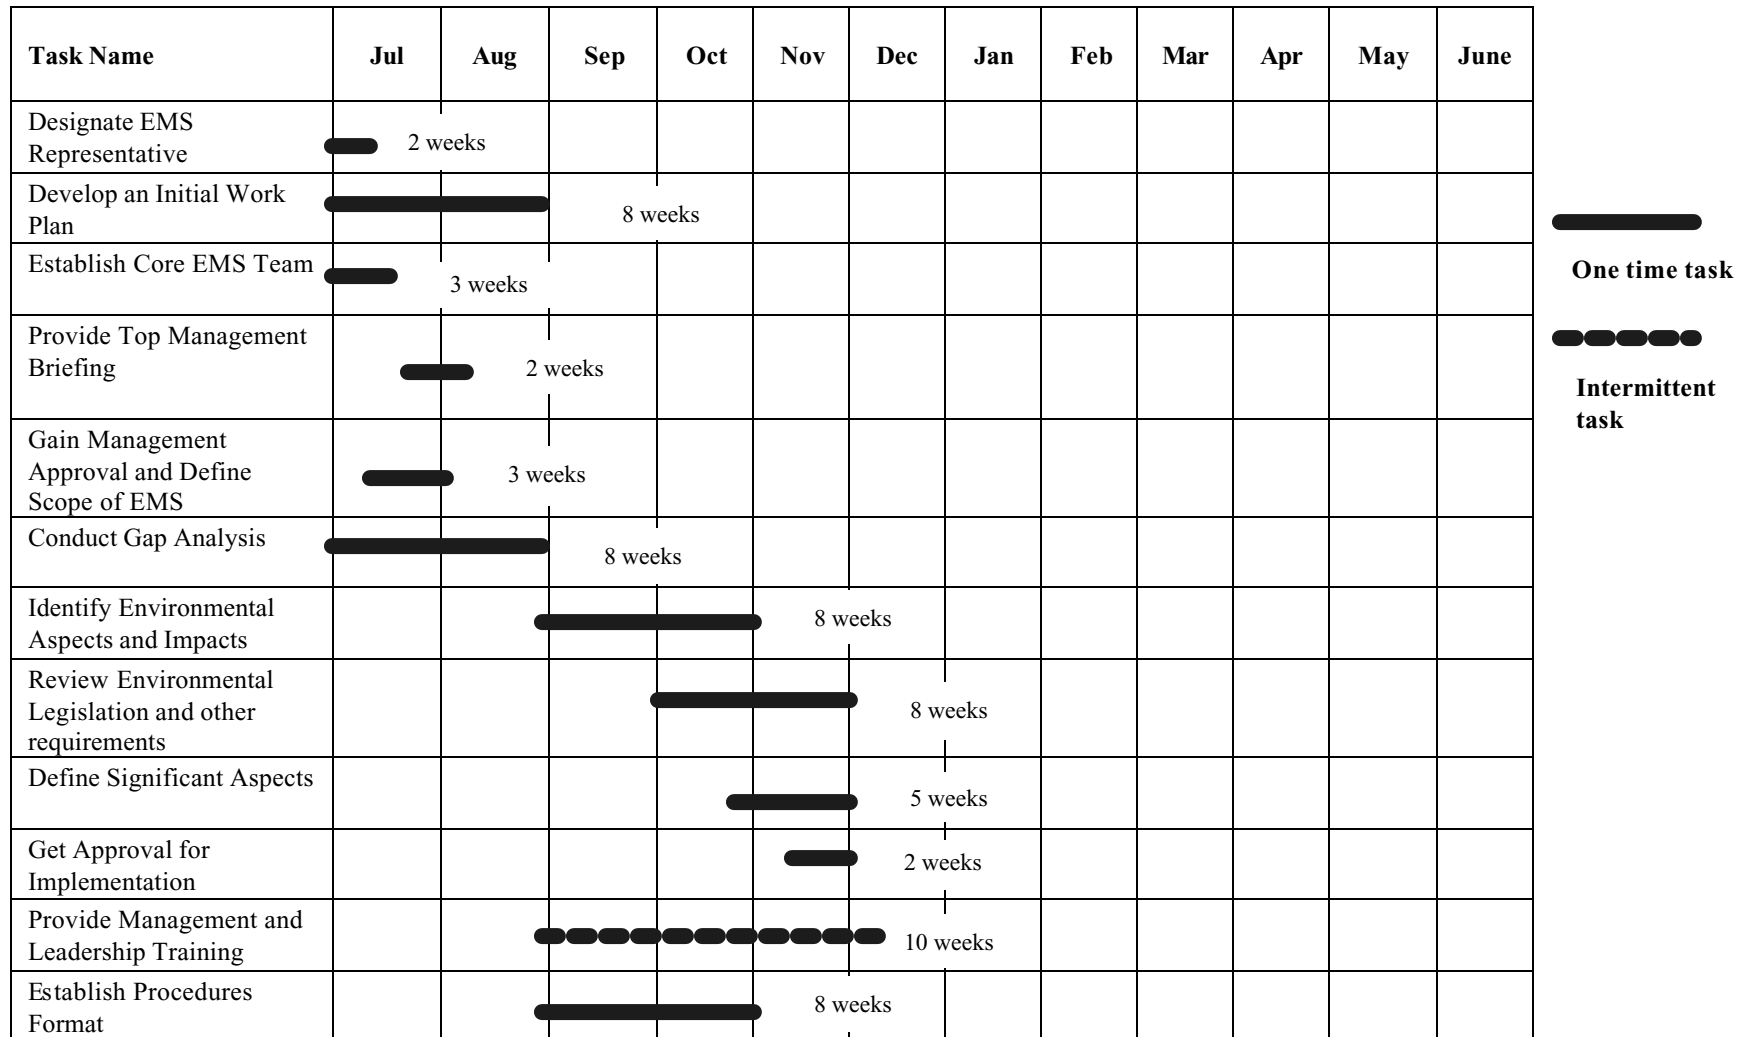 Task Name Jul Aug Sep Oct Nov Dec Jan Feb Mar Apr May June
Designate EMS
Representative
2 weeks
Develop an Initial Work
Plan
8 weeks
Establish Core EMS Team
3 weeks
Provide Top Management
Briefing
2 weeks
Gain Management
Approval and Define
Scope of EMS
3 weeks
Conduct Gap Analysis
8 weeks
Identify Environmental
Aspects and Impacts
8 weeks
Review Environmental
Legislation and other
requirements
8 weeks
Define Significant Aspects
5 weeks
Get Approval for
Implementation
2 weeks
Provide Management and
Leadership Training
10 weeks
Establish Procedures
Format
8 weeks
One time task
Intermittent
task